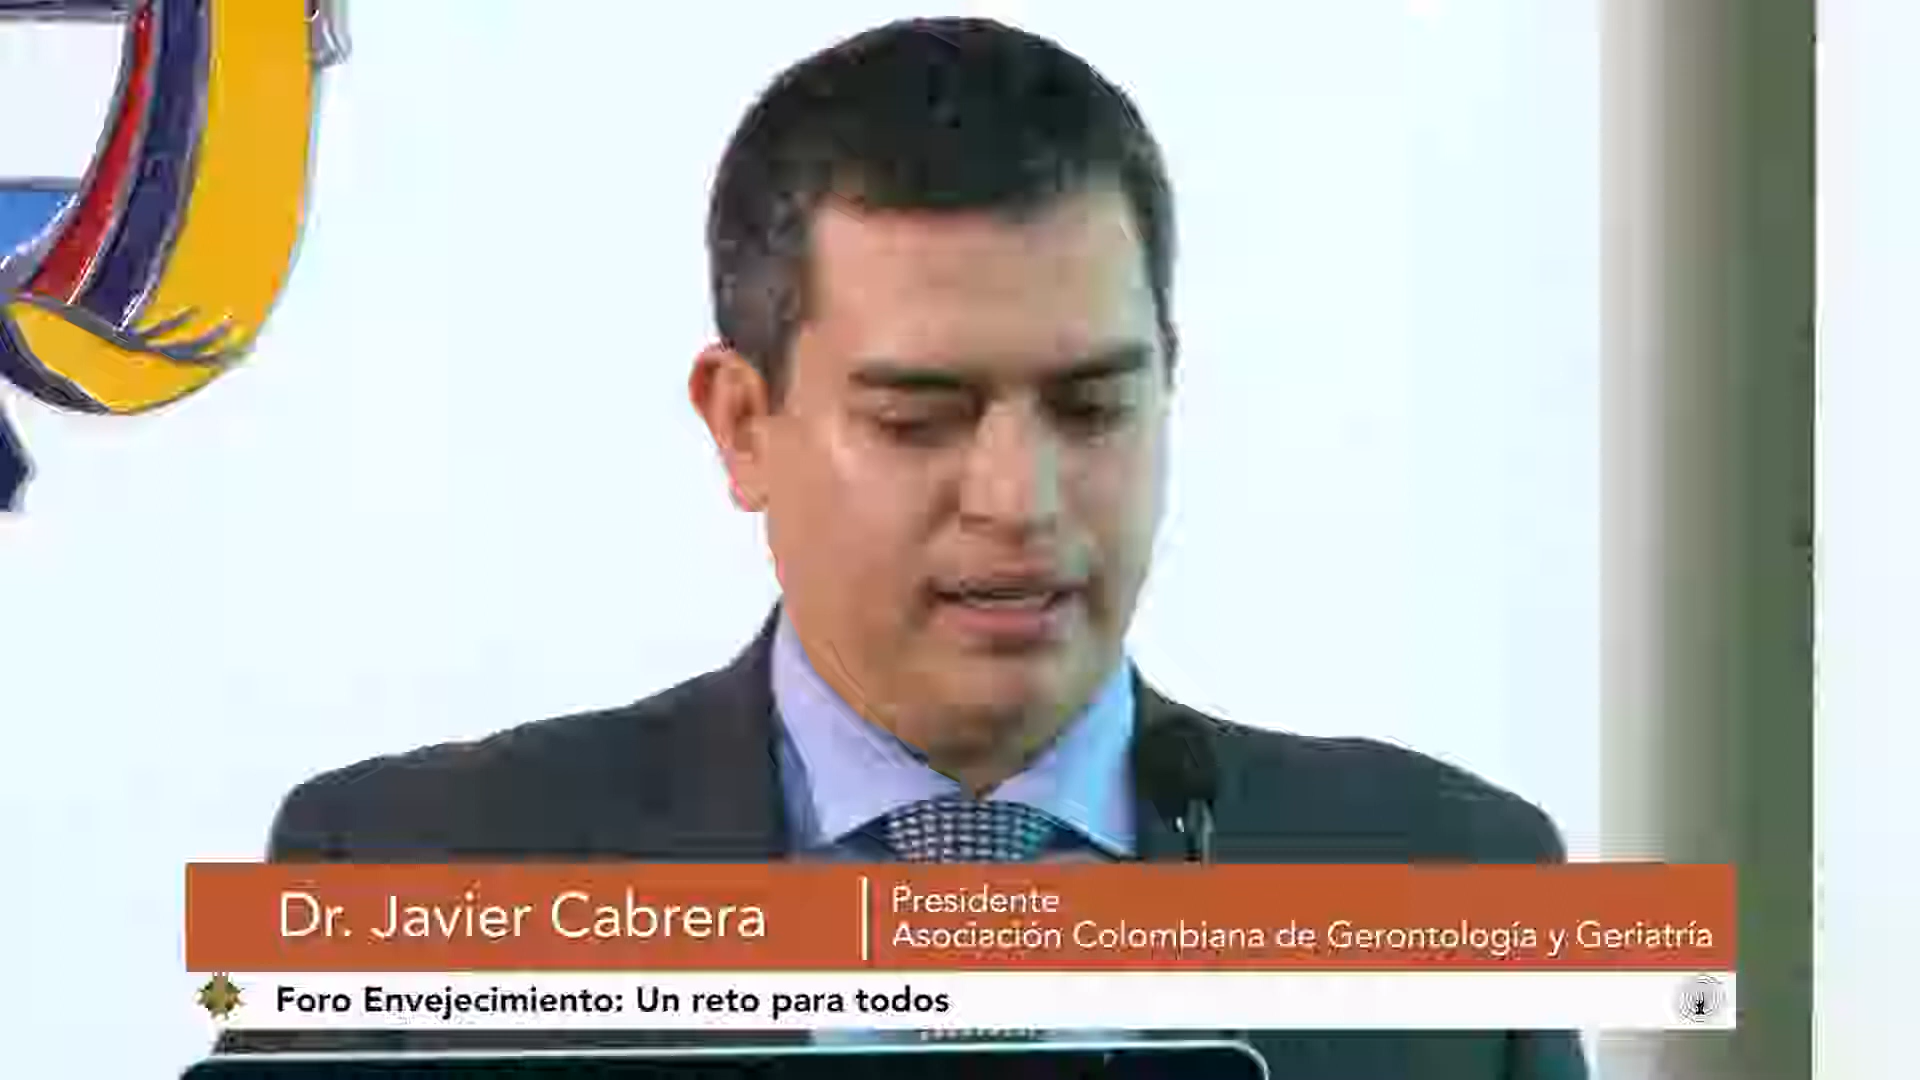 Dr. Javier Cabrera
Presidente
Asociación Colombiana de Gerontología y Geriatría
Foro Envejecimiento: Un reto para todos